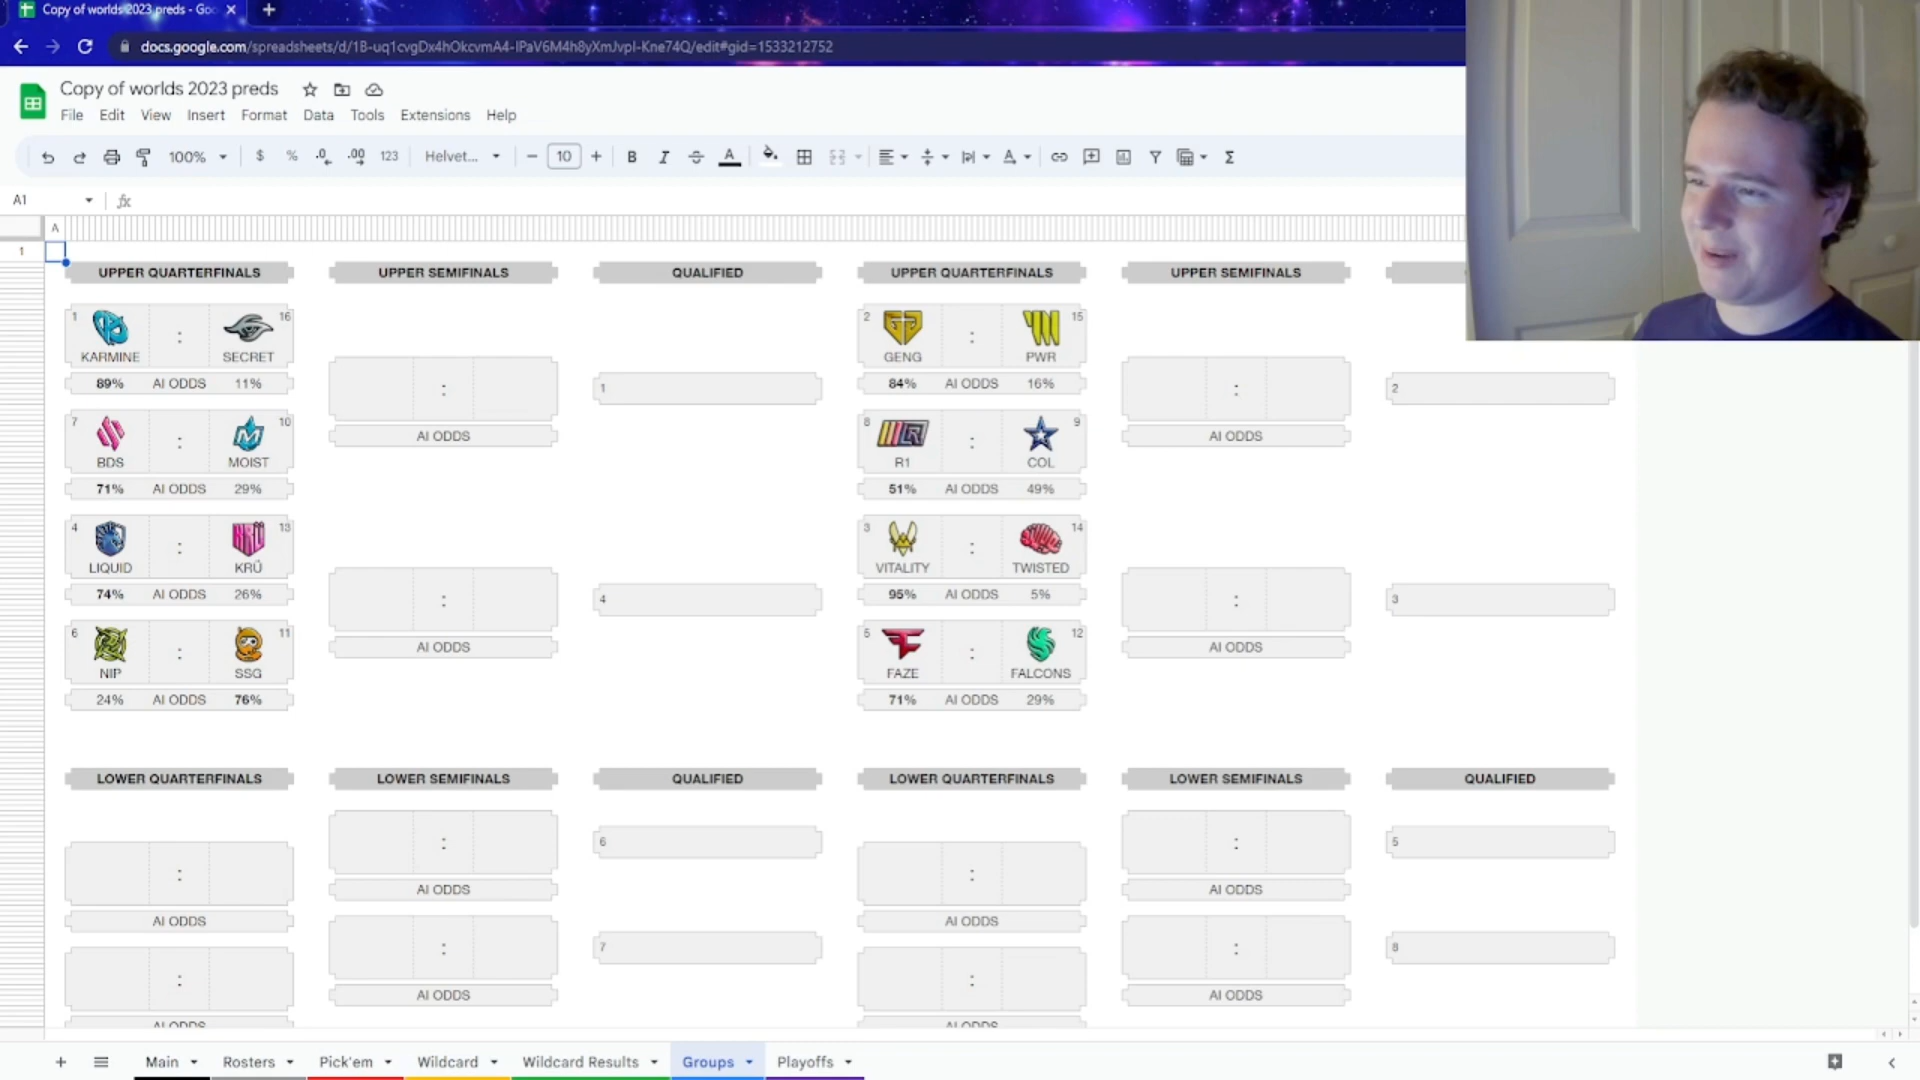 Copy of worlds 2023 preds - Goo
docs.google.com/spreadsheets/d/1B-uq1cvgDx4hOkcvmA4-lPaV6M4h8yXmJvpl-Kne74Q/edit#gid=1533212752
Copy of worlds 2023 preds
File Edit View Insert Format Data Tools Extensions Help
100% $ % .0 .00 123 Helvet... − 10 + B I A Σ
A1 fx
A
1
UPPER QUARTERFINALS UPPER SEMIFINALS QUALIFIED UPPER QUARTERFINALS UPPER SEMIFINALS
1 KARMINE : SECRET 16
89% AI ODDS 11%
7 BDS : MOIST 10
71% AI ODDS 29%
4 LIQUID : KRÜ 13
74% AI ODDS 26%
6 NIP : SSG 11
24% AI ODDS 76%
:
AI ODDS
:
AI ODDS
1
4
2 GENG : PWR 15
84% AI ODDS 16%
8 R1 : COL 9
51% AI ODDS 49%
3 VITALITY : TWISTED 14
95% AI ODDS 5%
5 FAZE : FALCONS 12
71% AI ODDS 29%
:
AI ODDS
:
AI ODDS
2
3
LOWER QUARTERFINALS LOWER SEMIFINALS QUALIFIED LOWER QUARTERFINALS LOWER SEMIFINALS QUALIFIED
:
AI ODDS
:
AI ODDS
:
AI ODDS
:
AI ODDS
6
7
:
AI ODDS
:
AI ODDS
:
AI ODDS
:
AI ODDS
5
8
Main Rosters Pick'em Wildcard Wildcard Results Groups Playoffs